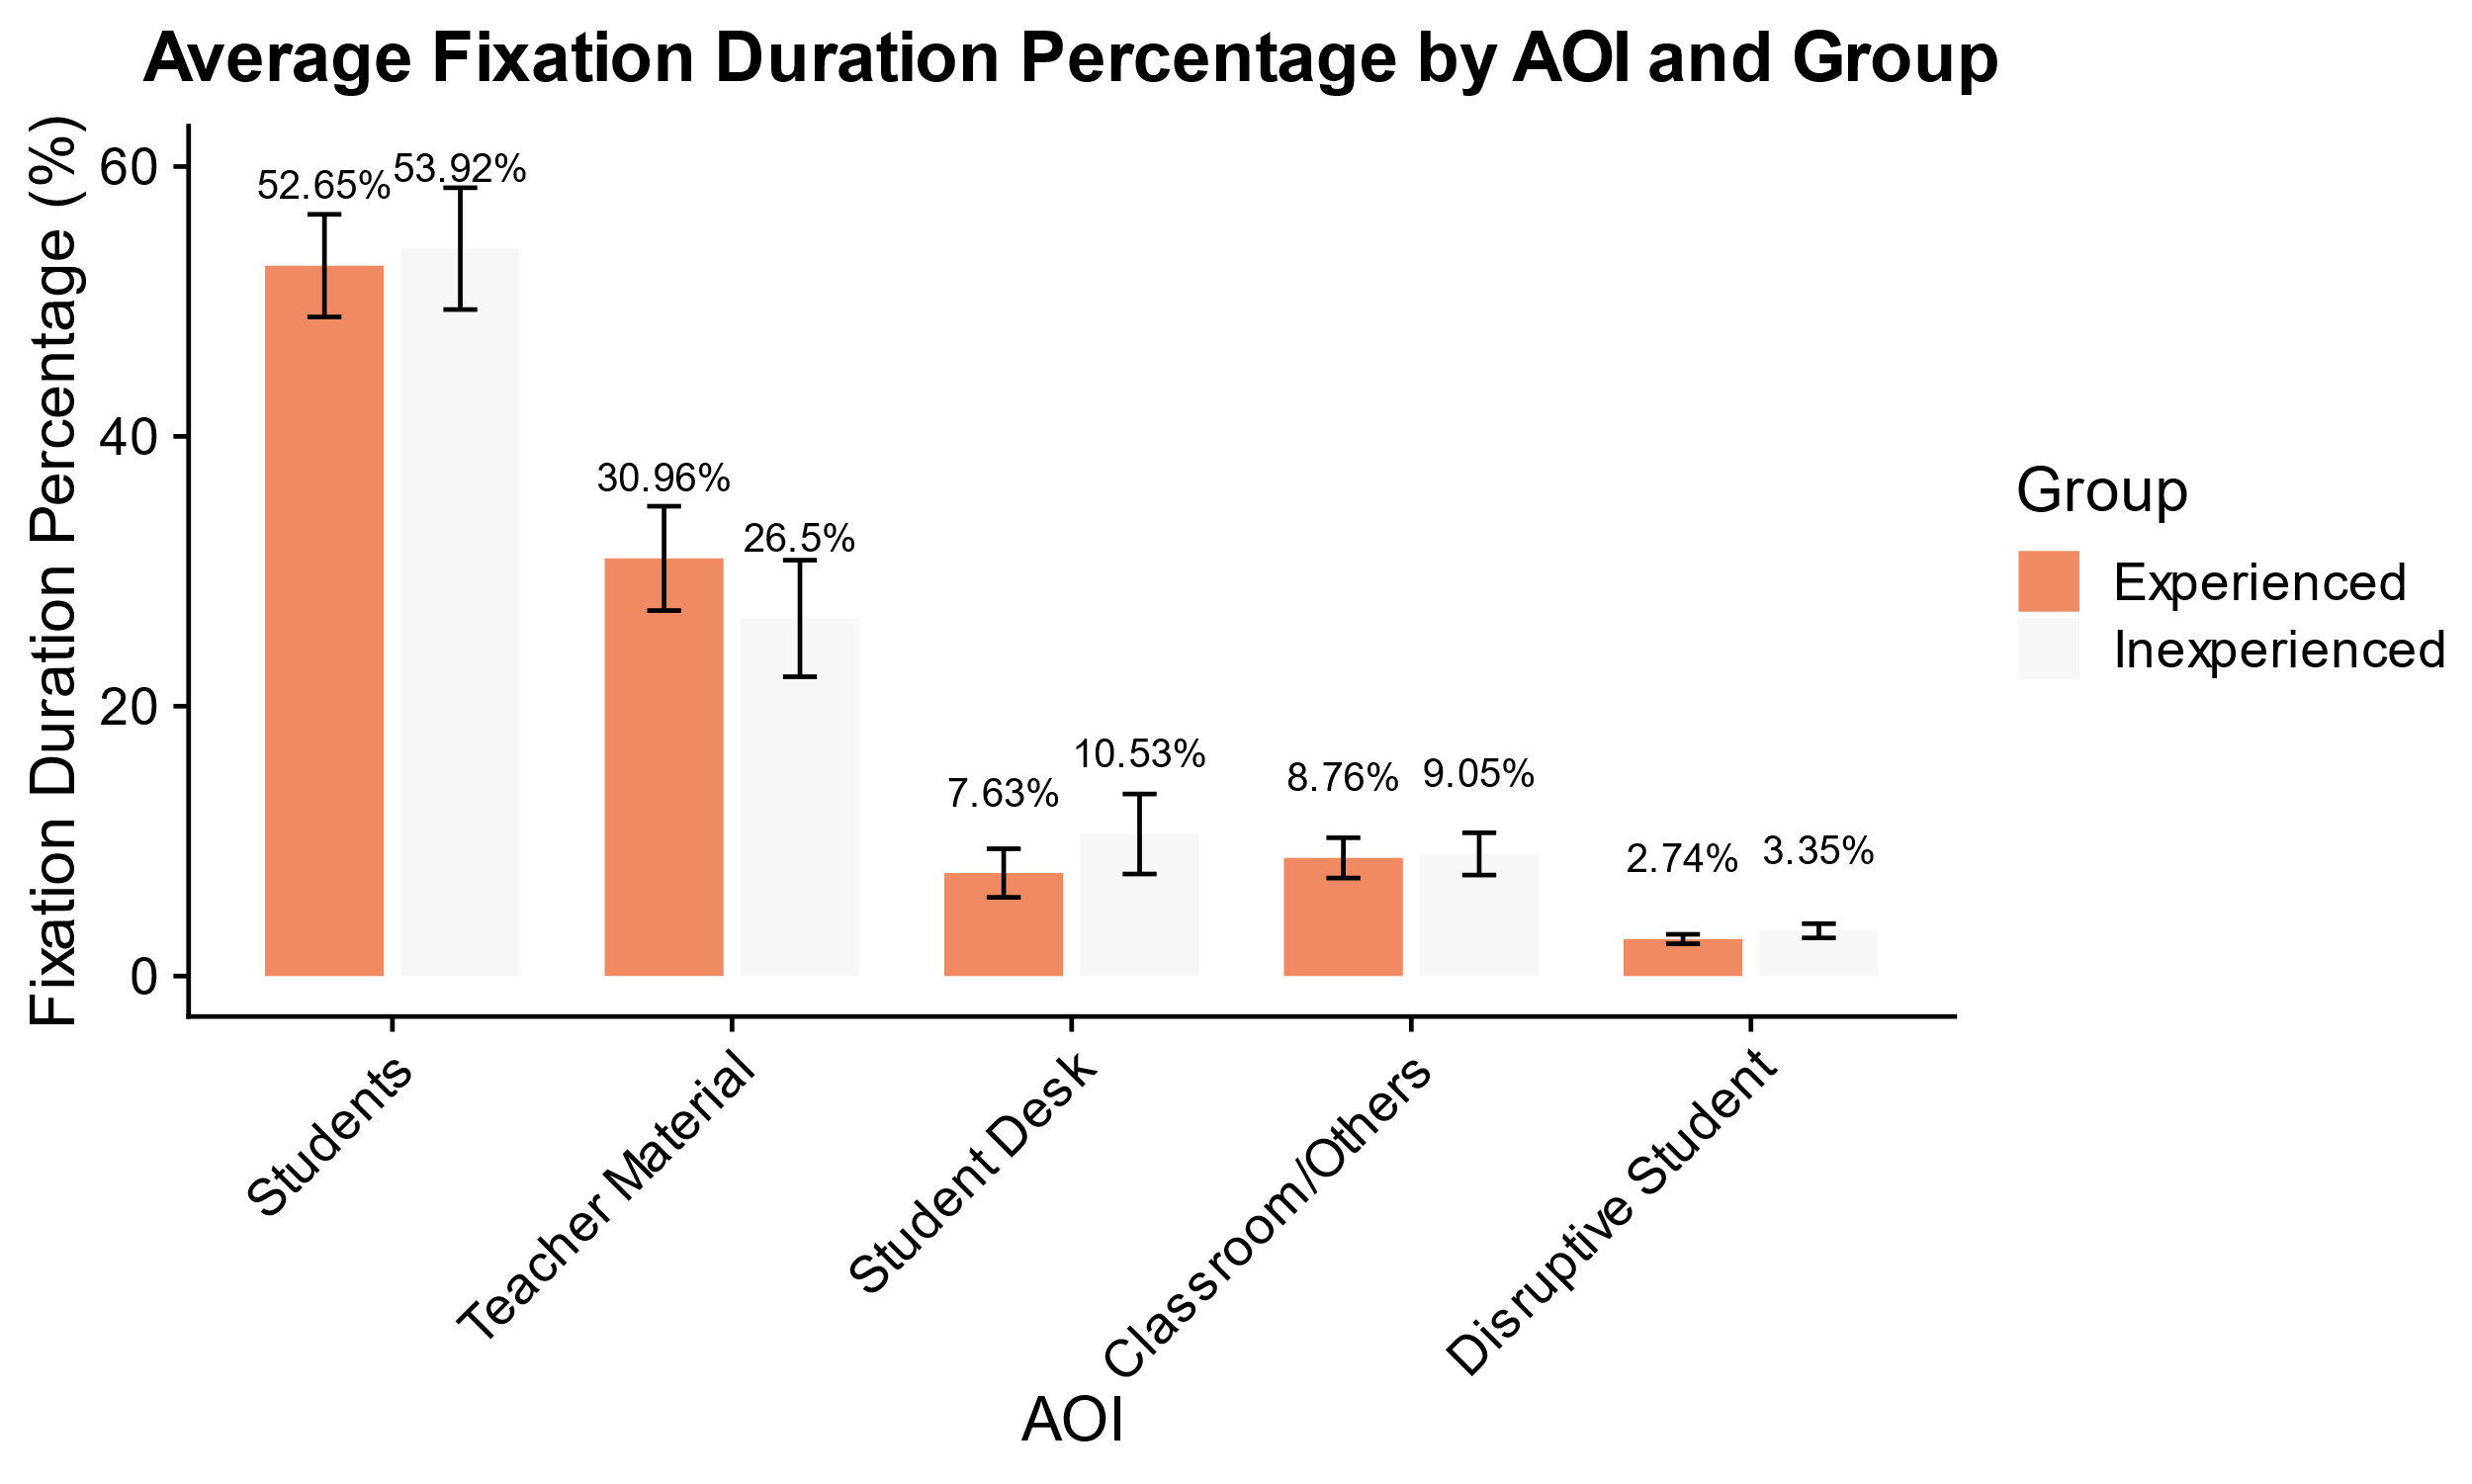 Average Fixation Duration Percentage by AOI and Group
Fixation Duration Percentage (%)
60
40
20
0
52.65%
53.92%
30.96%
26.5%
7.63%
10.53%
8.76%
9.05%
2.74%
3.35%
Students
Teacher Material
Student Desk
Classroom/Others
Disruptive Student
AOI
Group
Experienced
Inexperienced